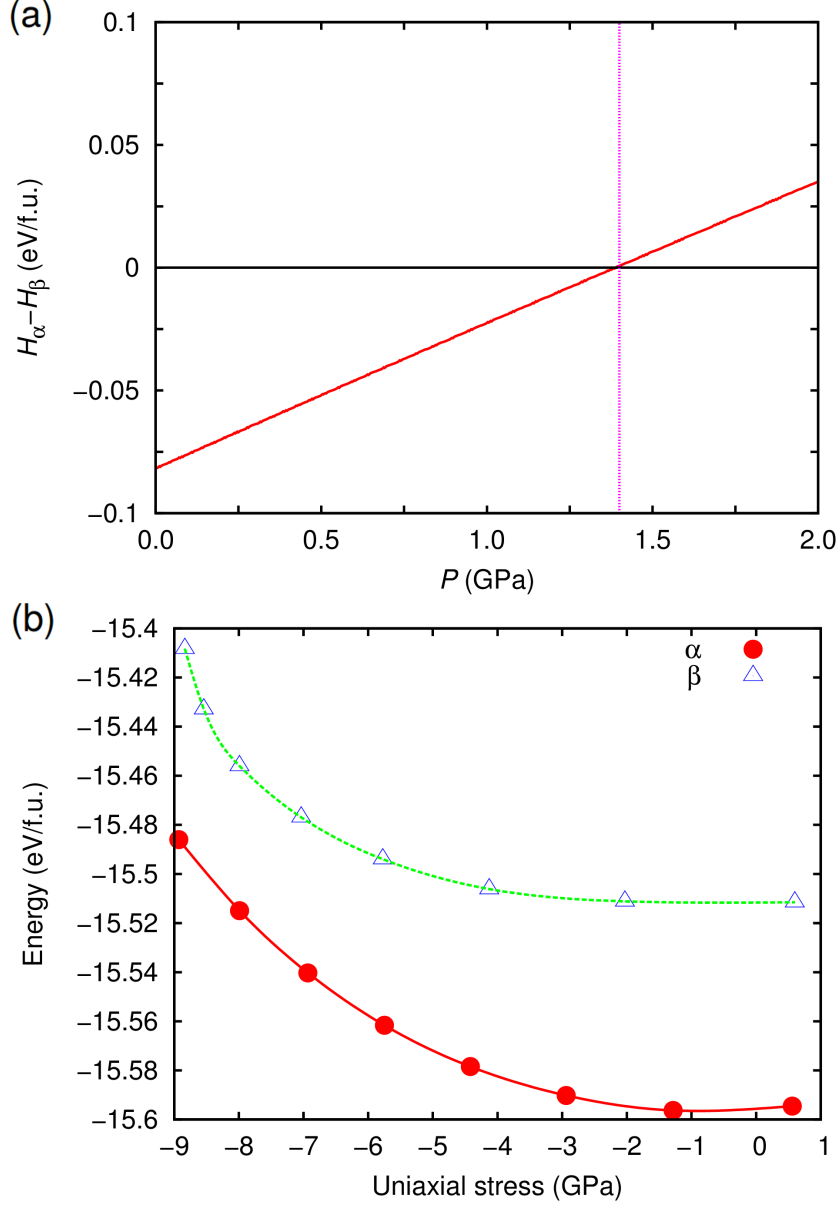 (a)
0.1
0.05
0
−0.05
−0.1
H_α−H_β (eV/f.u.)
0.0 0.5 1.0 1.5 2.0
P (GPa)
(b)
−15.4
−15.42
−15.44
−15.46
−15.48
−15.5
−15.52
−15.54
−15.56
−15.58
−15.6
Energy (eV/f.u.)
α
β
−9 −8 −7 −6 −5 −4 −3 −2 −1 0 1
Uniaxial stress (GPa)